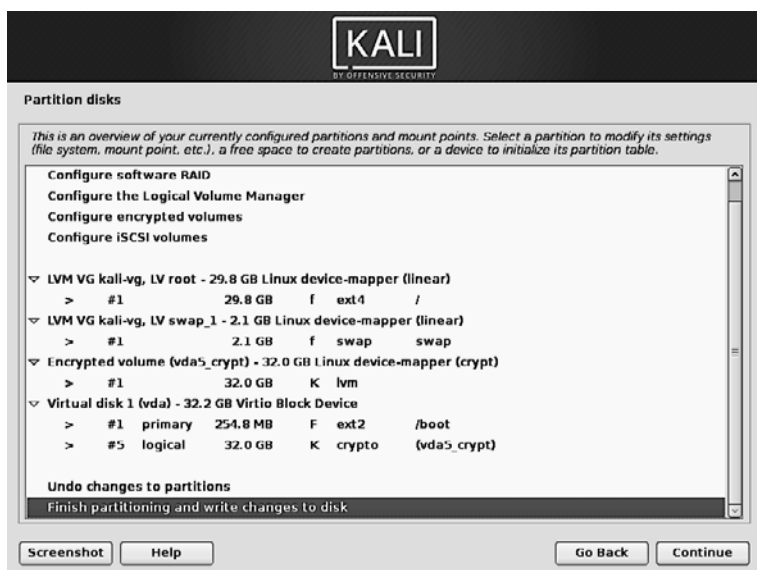 KALI
BY OFFENSIVE SECURITY
Partition disks
This is an overview of your currently configured partitions and mount points. Select a partition to modify its settings
(file system, mount point, etc.), a free space to create partitions, or a device to initialize its partition table.
Configure software RAID
Configure the Logical Volume Manager
Configure encrypted volumes
Configure iSCSI volumes
LVM VG kali-vg, LV root - 29.8 GB Linux device-mapper (linear)
> #1 29.8 GB f ext4 /
LVM VG kali-vg, LV swap_1 - 2.1 GB Linux device-mapper (linear)
> #1 2.1 GB f swap swap
Encrypted volume (vda5_crypt) - 32.0 GB Linux device-mapper (crypt)
> #1 32.0 GB K lvm
Virtual disk 1 (vda) - 32.2 GB Virtio Block Device
> #1 primary 254.8 MB F ext2 /boot
> #5 logical 32.0 GB K crypto (vda5_crypt)
Undo changes to partitions
Finish partitioning and write changes to disk
Screenshot Help Go Back Continue